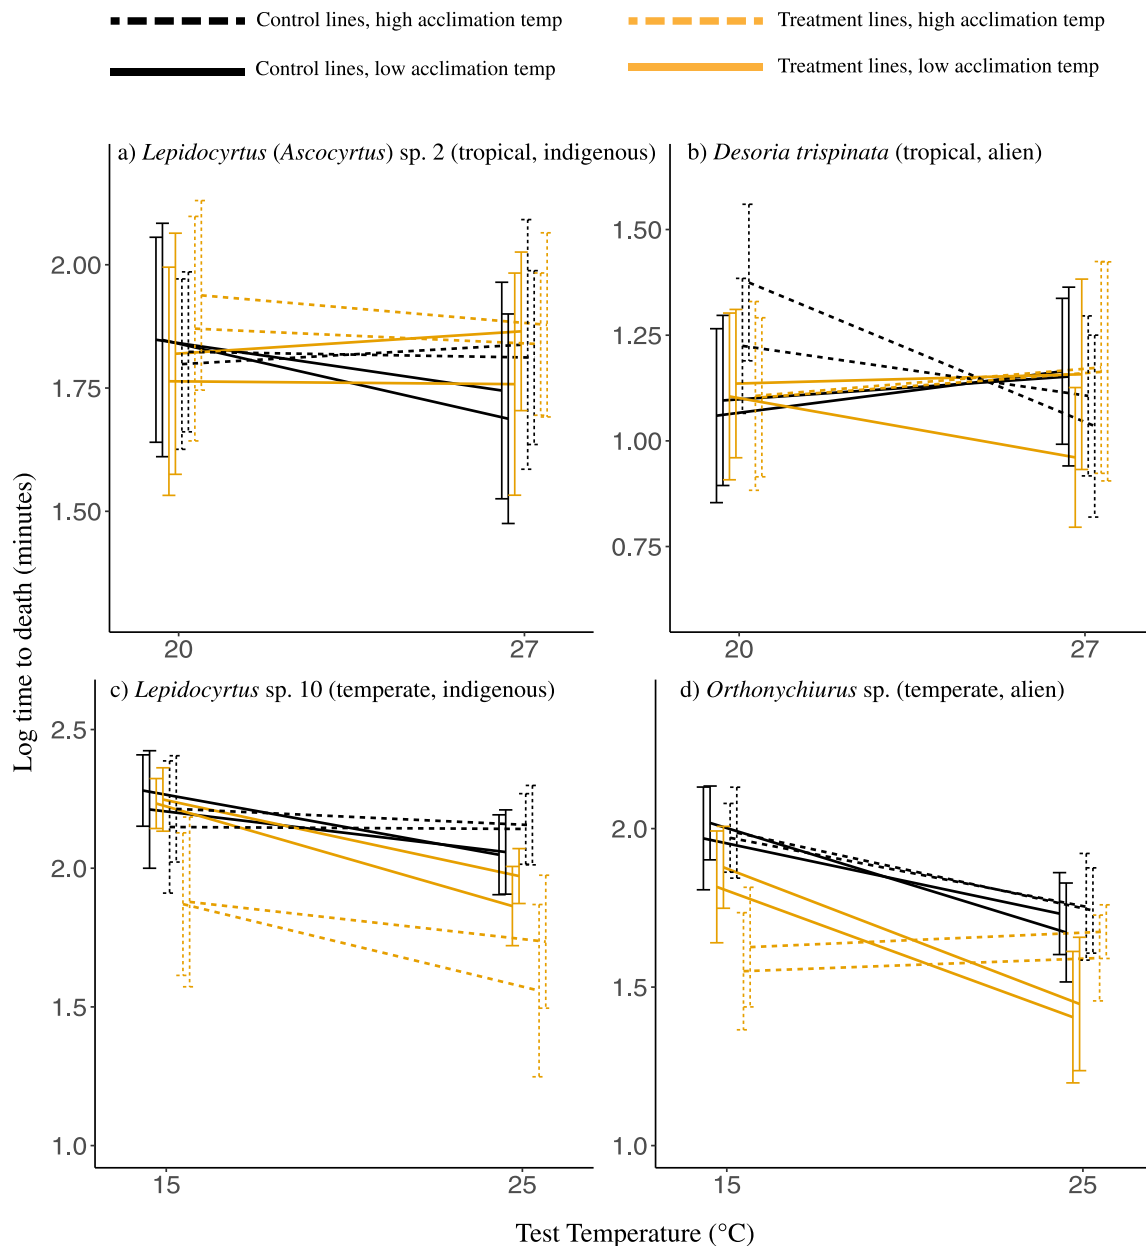 Control lines, high acclimation temp
Treatment lines, high acclimation temp
Control lines, low acclimation temp
Treatment lines, low acclimation temp
a) Lepidocyrtus (Ascocyrtus) sp. 2 (tropical, indigenous)
b) Desoria trispinata (tropical, alien)
2.00
1.75
1.50
20
27
1.50
1.25
1.00
0.75
20
27
Log time to death (minutes)
c) Lepidocyrtus sp. 10 (temperate, indigenous)
d) Orthonychiurus sp. (temperate, alien)
2.5
2.0
1.5
1.0
15
25
2.0
1.5
1.0
15
25
Test Temperature (°C)